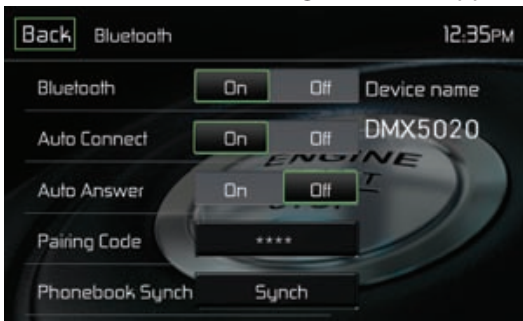 Back Bluetooth 12:35PM
Bluetooth On Off Device name
Auto Connect On Off DMX5020
ENGINE
Auto Answer On Off
Pairing Code ****
Phonebook Synch Synch